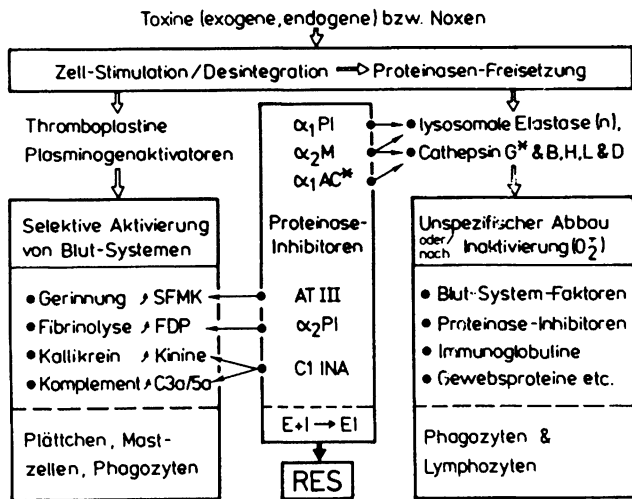 Toxine (exogene, endogene) bzw. Noxen
Zell-Stimulation/Desintegration ⇒ Proteinasen-Freisetzung
Thromboplastine
Plasminogenaktivatoren
Selektive Aktivierung
von Blut-Systemen
● Gerinnung ↗ SFMK
● Fibrinolyse ↗ FDP
● Kallikrein ↗ Kinine
● Komplement ↗ C3a/5a
Plättchen, Mast-
zellen, Phagozyten
α₁PI
α₂M
α₁AC*
Proteinase-
Inhibitoren
AT III
α₂PI
C1 INA
E+I → EI
RES
● lysosomale Elastase (n),
● Cathepsin G* & B, H, L & D
Unspezifischer Abbau
oder/nach Inaktivierung (O₂⁻)
● Blut-System-Faktoren
● Proteinase-Inhibitoren
● Immunoglobuline
● Gewebsproteine etc.
Phagozyten &
Lymphozyten